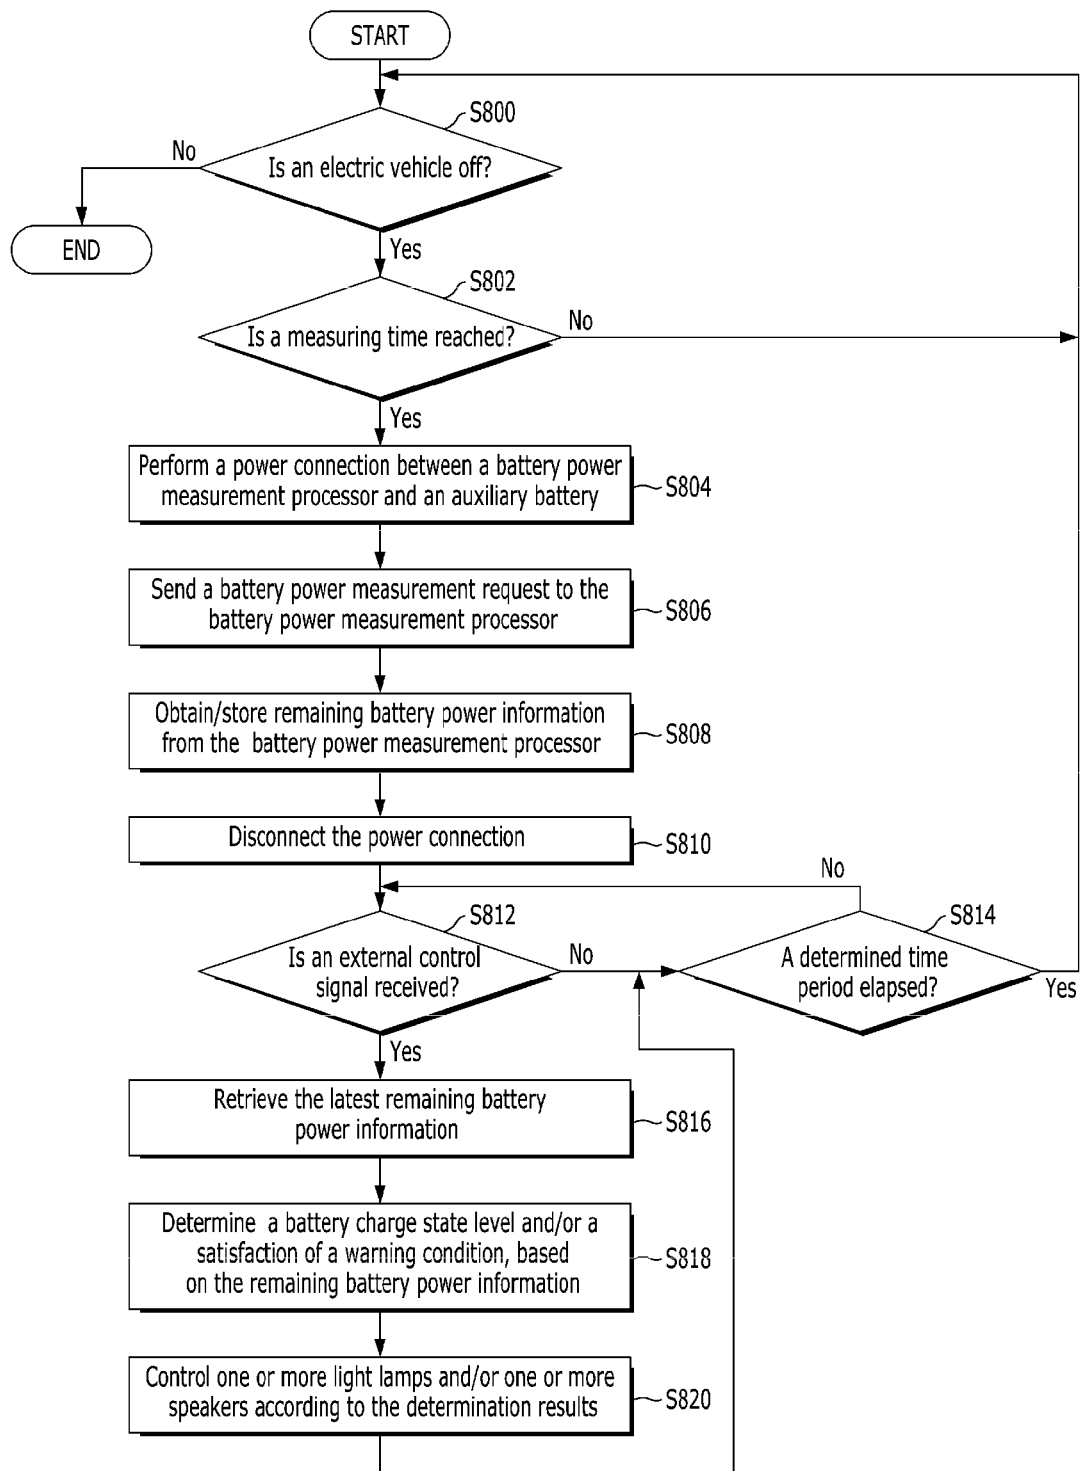 START
S800
No
Is an electric vehicle off?
END
Yes
S802
Is a measuring time reached?
No
Yes
Perform a power connection between a battery power
measurement processor and an auxiliary battery
S804
Send a battery power measurement request to the
battery power measurement processor
S806
Obtain/store remaining battery power information
from the battery power measurement processor
S808
Disconnect the power connection
S810
No
S812
S814
Is an external control
signal received?
No
A determined time
period elapsed?
Yes
Yes
Retrieve the latest remaining battery
power information
S816
Determine a battery charge state level and/or a
satisfaction of a warning condition, based
on the remaining battery power information
S818
Control one or more light lamps and/or one or more
speakers according to the determination results
S820